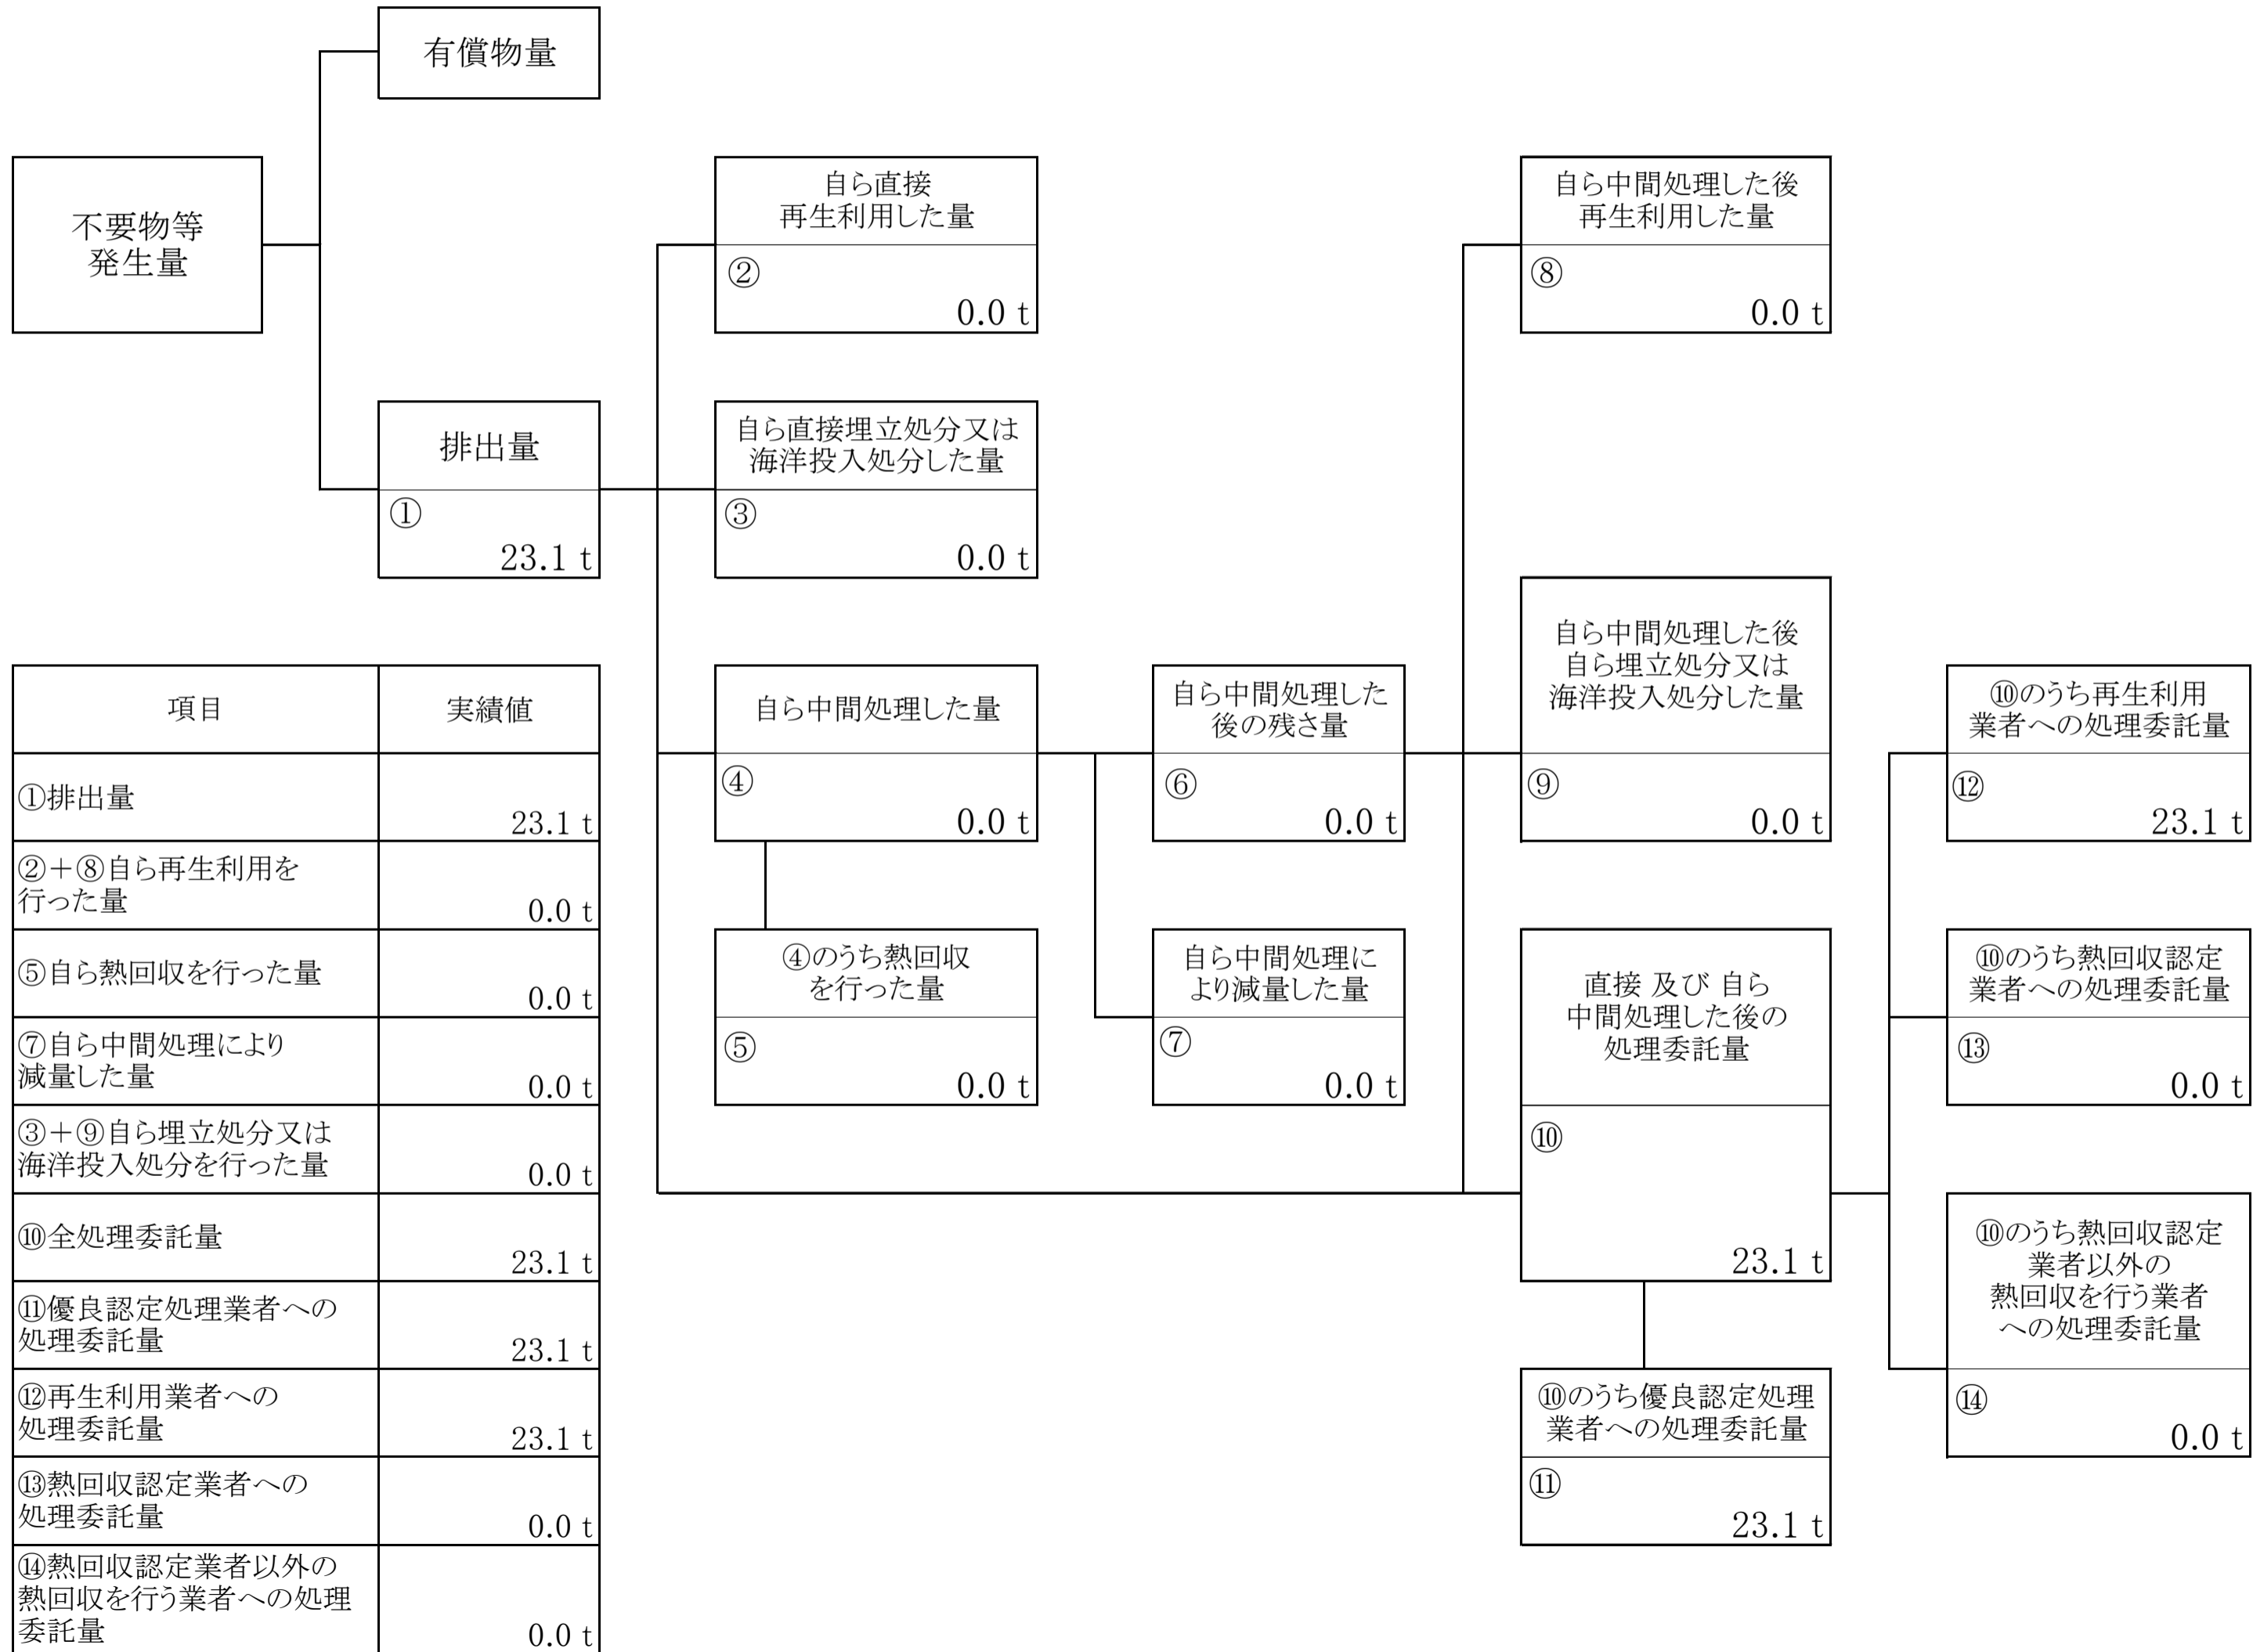 有償物量
不要物等
発生量
自ら直接
再生利用した量
②
0.0 t
自ら中間処理した後
再生利用した量
⑧
0.0 t
排出量
①
23.1 t
自ら直接埋立処分又は
海洋投入処分した量
③
0.0 t
自ら中間処理した量
④
0.0 t
自ら中間処理した
後の残さ量
⑥
0.0 t
自ら中間処理した後
自ら埋立処分又は
海洋投入処分した量
⑨
0.0 t
⑩のうち再生利用
業者への処理委託量
⑫
23.1 t
④のうち熱回収
を行った量
⑤
0.0 t
自ら中間処理に
より減量した量
⑦
0.0 t
直接 及び 自ら
中間処理した後の
処理委託量
⑩
23.1 t
⑩のうち熱回収認定
業者への処理委託量
⑬
0.0 t
⑩のうち熱回収認定
業者以外の
熱回収を行う業者
への処理委託量
⑭
0.0 t
⑩のうち優良認定処理
業者への処理委託量
⑪
23.1 t
項目 実績値
①排出量
23.1 t
②+⑧自ら再生利用を
行った量
0.0 t
⑤自ら熱回収を行った量
0.0 t
⑦自ら中間処理により
減量した量
0.0 t
③+⑨自ら埋立処分又は
海洋投入処分を行った量
0.0 t
⑩全処理委託量
23.1 t
⑪優良認定処理業者への
処理委託量
23.1 t
⑫再生利用業者への
処理委託量
23.1 t
⑬熱回収認定業者への
処理委託量
0.0 t
⑭熱回収認定業者以外の
熱回収を行う業者への処理
委託量
0.0 t